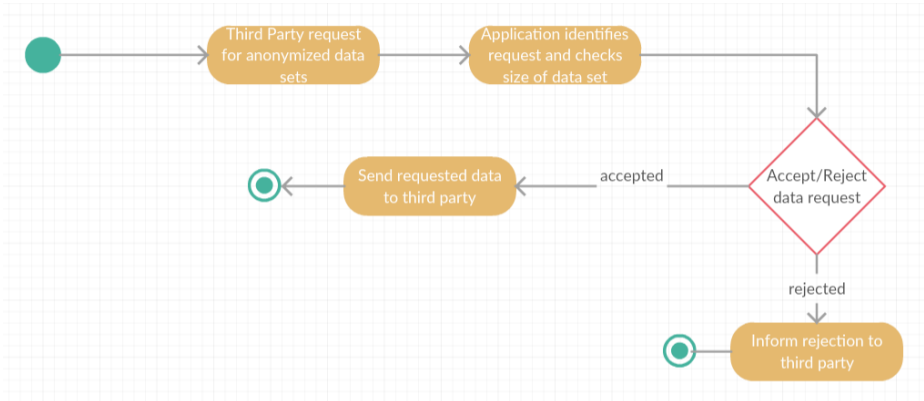 Third Party request
for anonymized data
sets
Application identifies
request and checks
size of data set
Accept/Reject
data request
accepted
Send requested data
to third party
rejected
Inform rejection to
third party